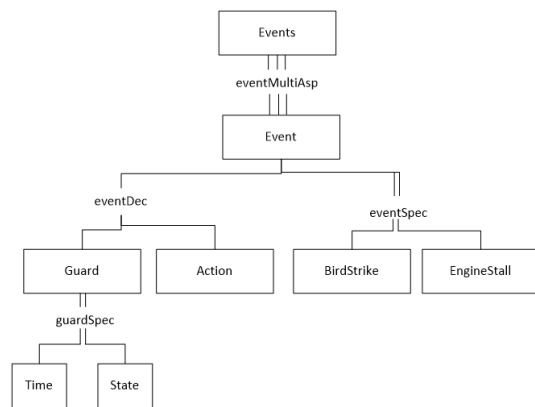 Events
eventMultiAsp
Event
eventDec
eventSpec
Guard
Action
BirdStrike
EngineStall
guardSpec
Time
State